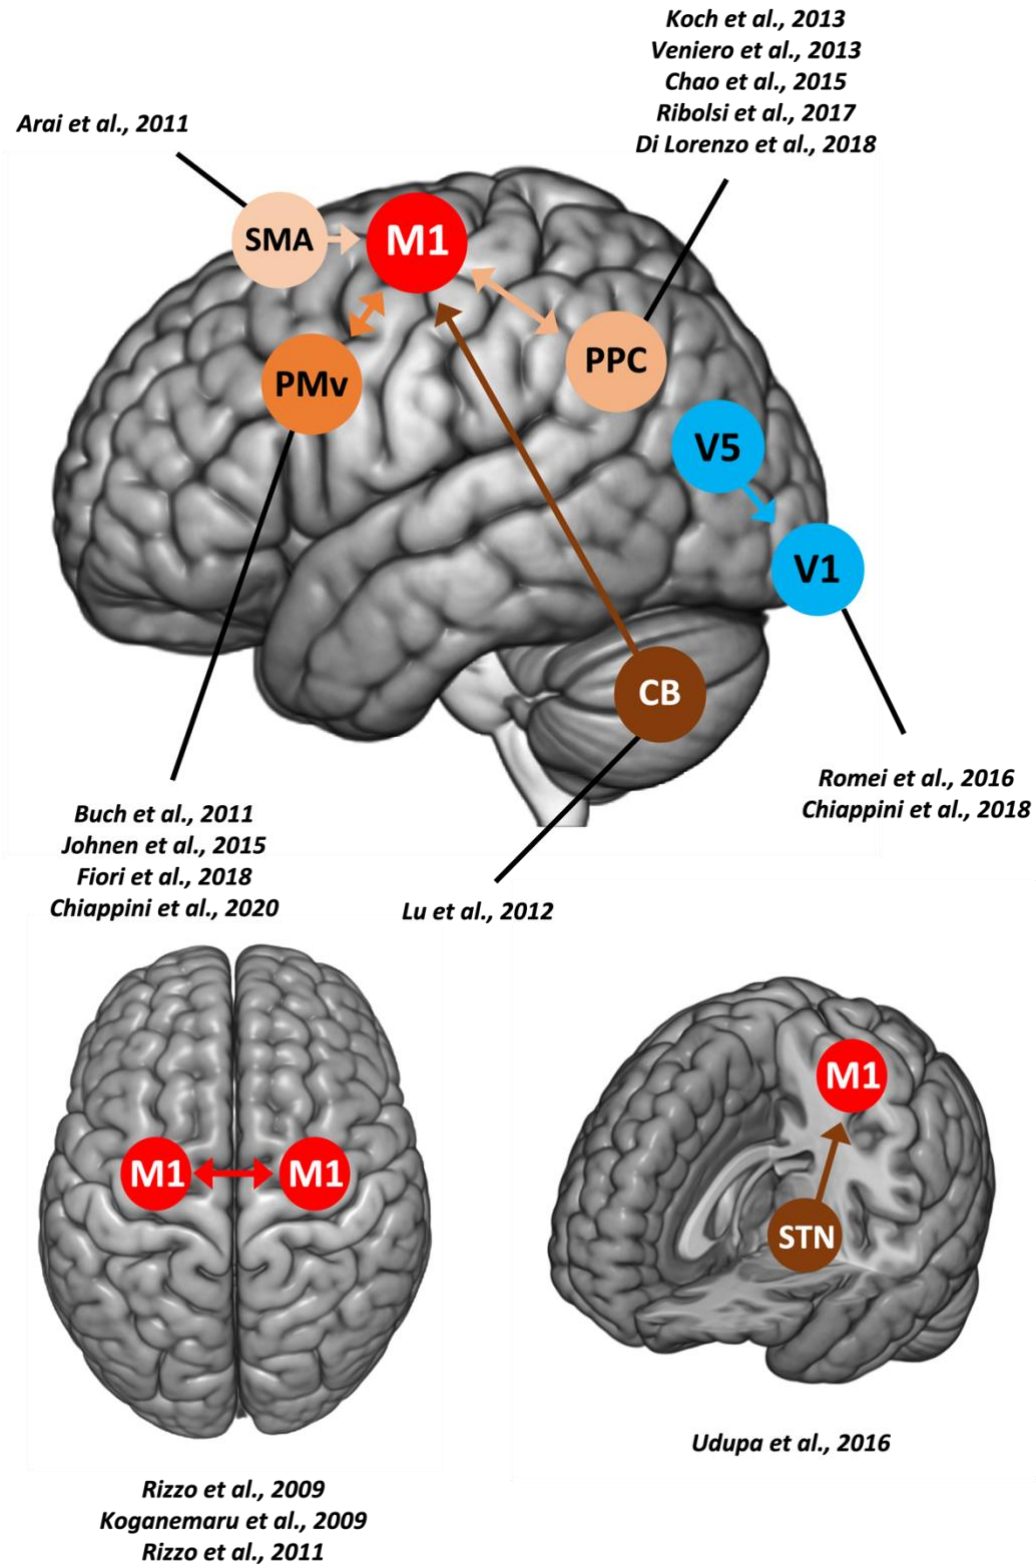 Koch et al., 2013
Veniero et al., 2013
Chao et al., 2015
Ribolsi et al., 2017
Di Lorenzo et al., 2018
Arai et al., 2011
SMA
M1
PPC
PMv
V5
V1
CB
Romei et al., 2016
Chiappini et al., 2018
Buch et al., 2011
Johnen et al., 2015
Fiori et al., 2018
Chiappini et al., 2020
Lu et al., 2012
M1
M1
M1
STN
Udupa et al., 2016
Rizzo et al., 2009
Koganemaru et al., 2009
Rizzo et al., 2011